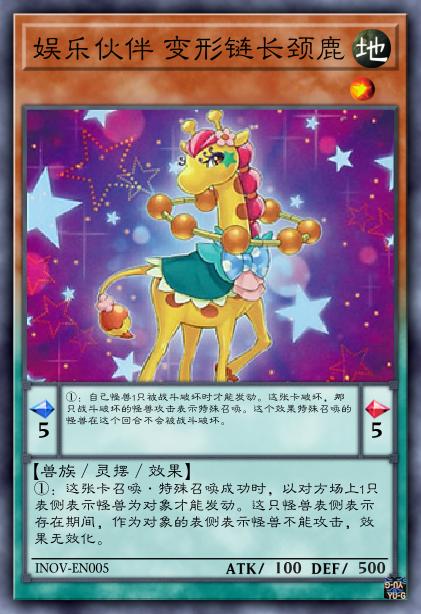 娱乐伙伴 变形链长颈鹿
地
①：自己怪兽1只被战斗破坏时才能发动。这张卡破坏，那
只战斗破坏的怪兽攻击表示特殊召唤。这个效果特殊召唤的
怪兽在这个回合不会被战斗破坏。
5
5
【兽族／灵摆／效果】
①：这张卡召唤·特殊召唤成功时，以对方场上1只
表侧表示怪兽为对象才能发动。这只怪兽表侧表示
存在期间，作为对象的表侧表示怪兽不能攻击，效
果无效化。
INOV-EN005
ATK/ 100 DEF/ 500